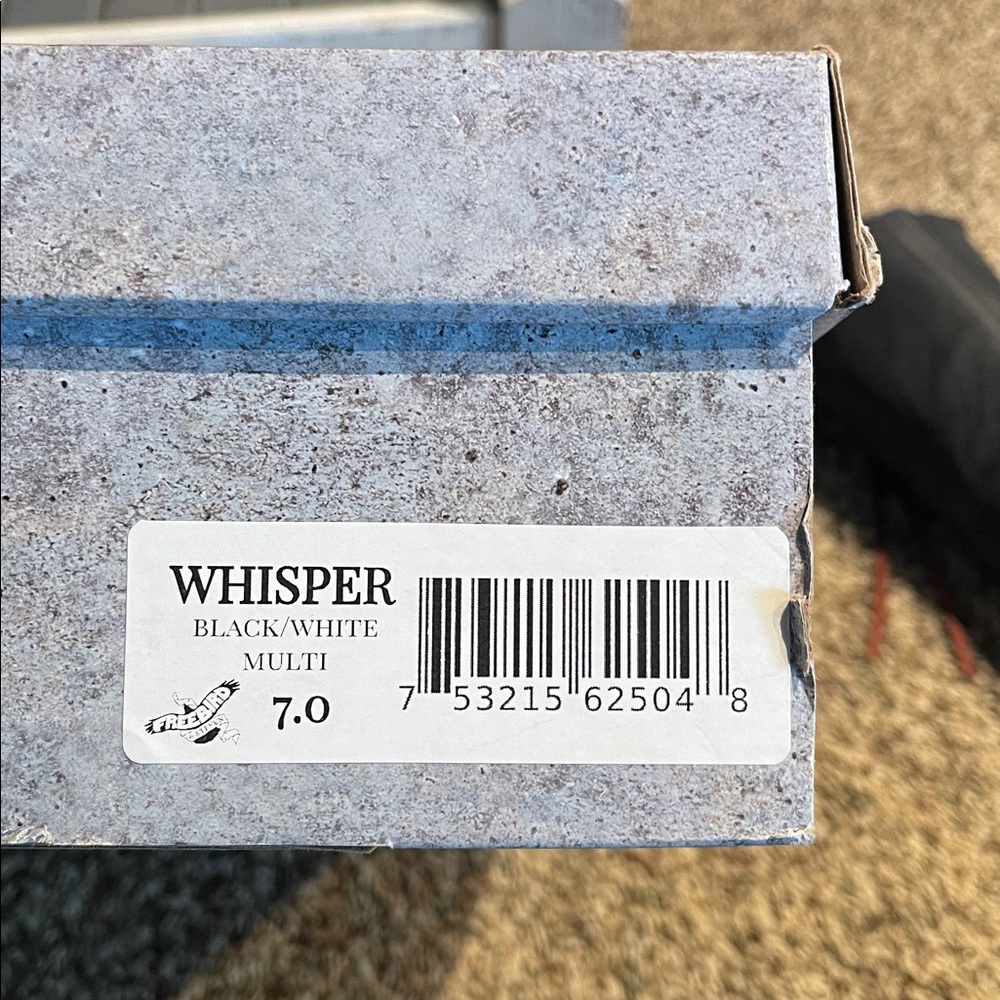 WHISPER
BLACK/WHITE
MULTI
7.0
FREEBIRD
7 53215 62504 8